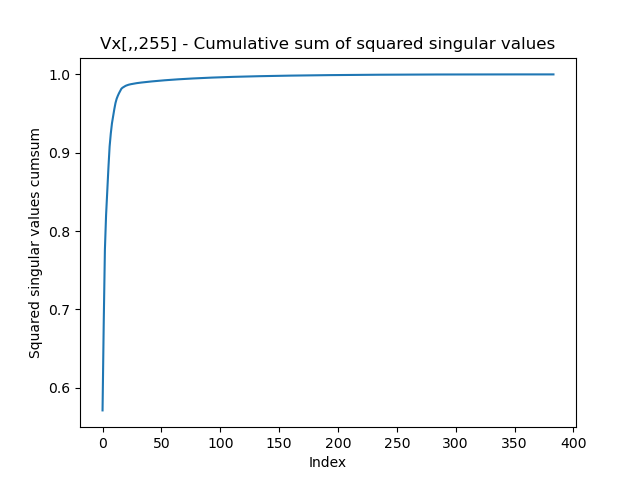 Vx[,,255] - Cumulative sum of squared singular values
1.0
0.9
0.8
0.7
0.6
Squared singular values cumsum
0 50 100 150 200 250 300 350 400
Index